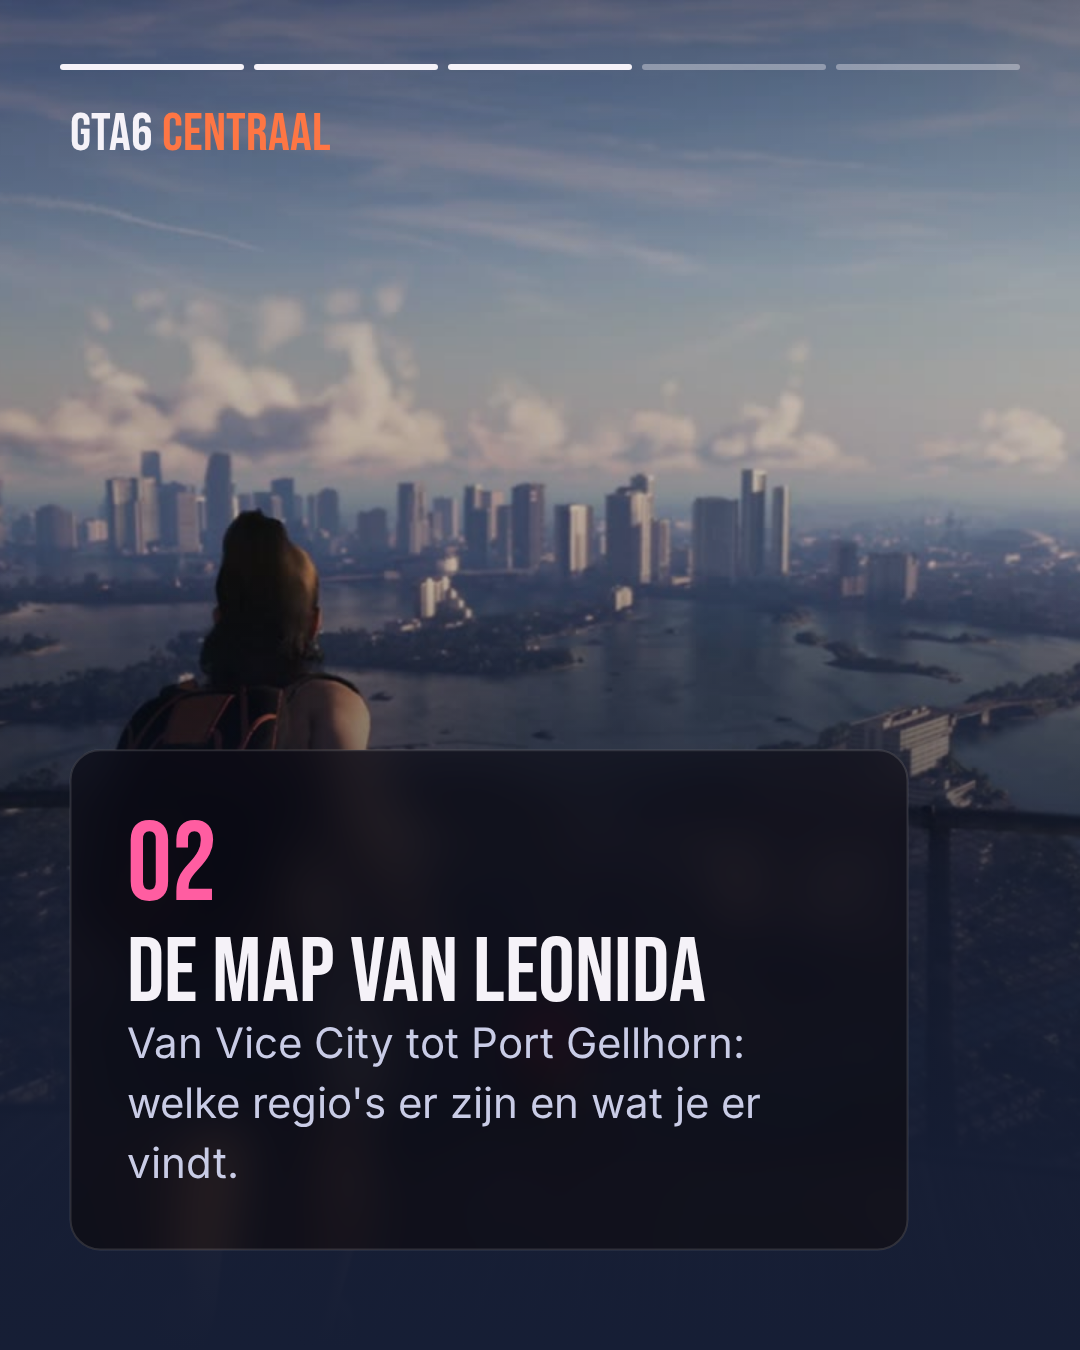 GTA6 CENTRAAL
02
DE MAP VAN LEONIDA
Van Vice City tot Port Gellhorn:
welke regio's er zijn en wat je er
vindt.